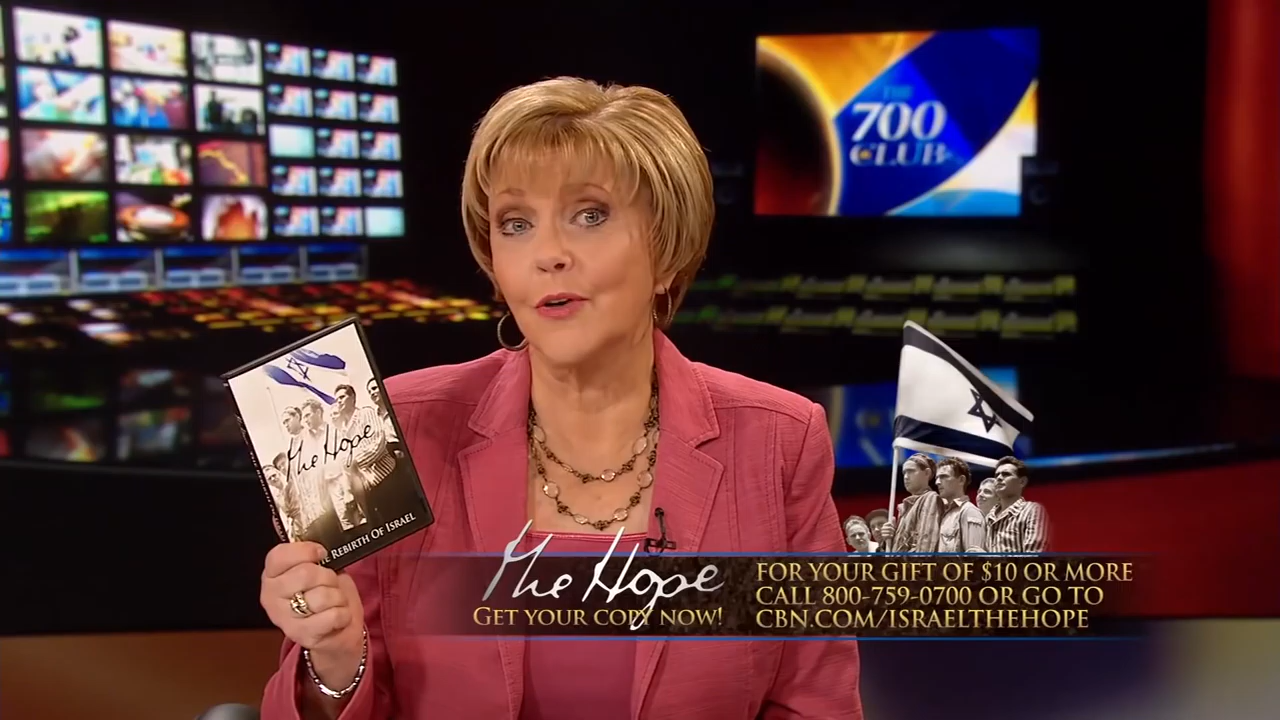 THE
700
CLUB
The Hope
THE REBIRTH OF ISRAEL
The Hope
GET YOUR COPY NOW!
FOR YOUR GIFT OF $10 OR MORE
CALL 800-759-0700 OR GO TO
CBN.COM/ISRAELTHEHOPE